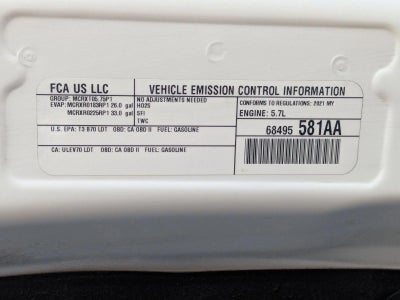 FCA US LLC
VEHICLE EMISSION CONTROL INFORMATION
GROUP: MCRXT05.75P1
EVAP: MCRXR0183RP1 26.0 gal
MCRXR0225RP1 33.0 gal
NO ADJUSTMENTS NEEDED
HO2S
SFI
TWC
CONFORMS TO REGULATIONS: 2021 MY
ENGINE: 5.7L
68495 581AA
U.S. EPA: T3 B70 LDT OBD: CA OBD II FUEL: GASOLINE
CA: ULEV70 LDT OBD: CA OBD II FUEL: GASOLINE